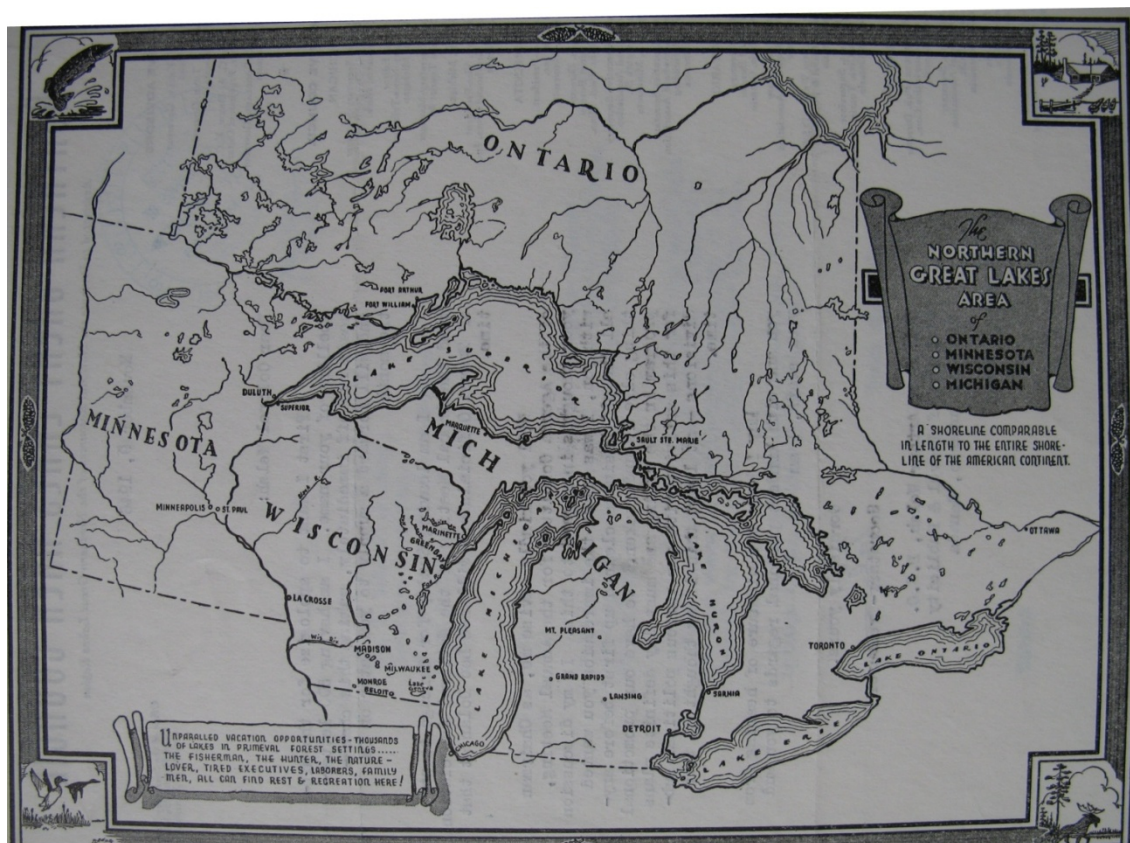 ONTARIO
The
NORTHERN
GREAT LAKES
AREA
of
ONTARIO
MINNESOTA
WISCONSIN
MICHIGAN
A SHORELINE COMPARABLE
IN LENGTH TO THE ENTIRE SHORE-
LINE OF THE AMERICAN CONTINENT.
PORT ARTHUR
FORT WILLIAM
LAKE SUPERIOR
DULUTH
SUPERIOR
MARQUETTE
SAULT STE. MARIE
MINNESOTA
MICH
IGAN
WISCONSIN
MINNEAPOLIS
ST. PAUL
MARINETTE
GREEN BAY
LAKE MICHIGAN
LAKE HURON
OTTAWA
LA CROSSE
Wis. Riv.
MT. PLEASANT
TORONTO
LAKE ONTARIO
MADISON
MILWAUKEE
MONROE
BELOIT
Lake
Geneva
GRAND RAPIDS
LANSING
SARNIA
DETROIT
LAKE ERIE
CHICAGO
UNPARALLED VACATION OPPORTUNITIES - THOUSANDS
OF LAKES IN PRIMEVAL FOREST SETTINGS.....
THE FISHERMAN, THE HUNTER, THE NATURE -
LOVER, TIRED EXECUTIVES, LABORERS, FAMILY
MEN, ALL CAN FIND REST & RECREATION HERE!